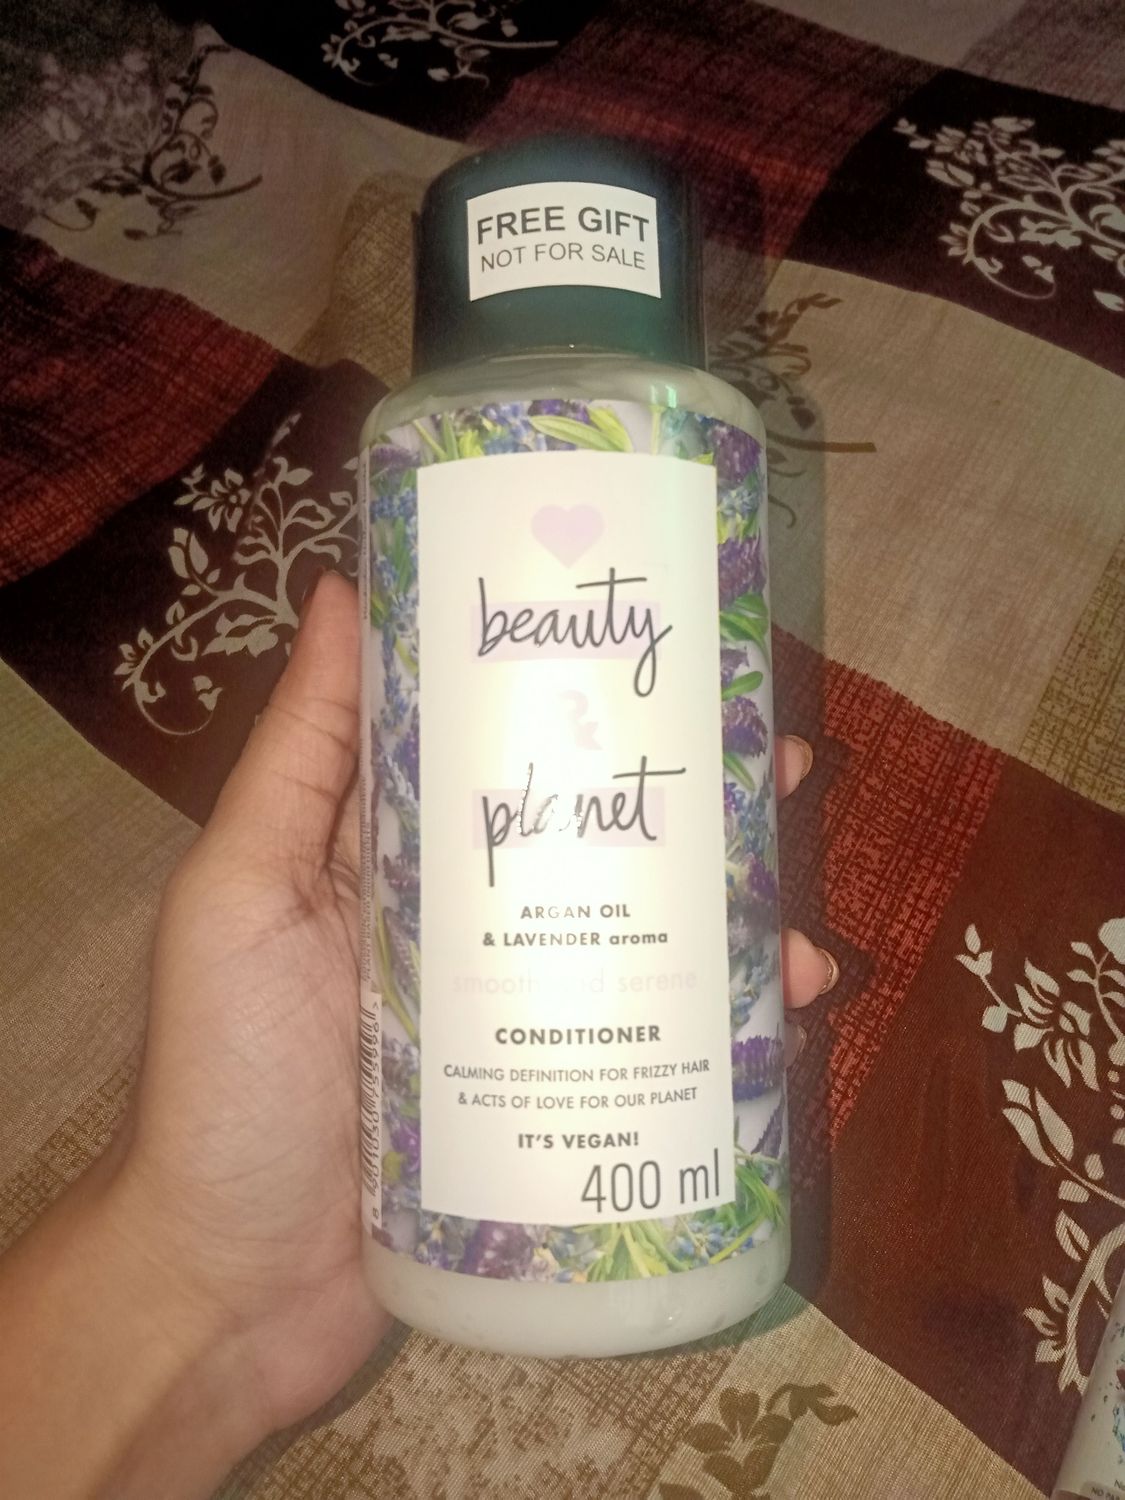 FREE GIFT
NOT FOR SALE
beauty
&
planet
ARGAN OIL
& LAVENDER aroma
smooth and serene
CONDITIONER
CALMING DEFINITION FOR FRIZZY HAIR
& ACTS OF LOVE FOR OUR PLANET
IT'S VEGAN!
400 ml